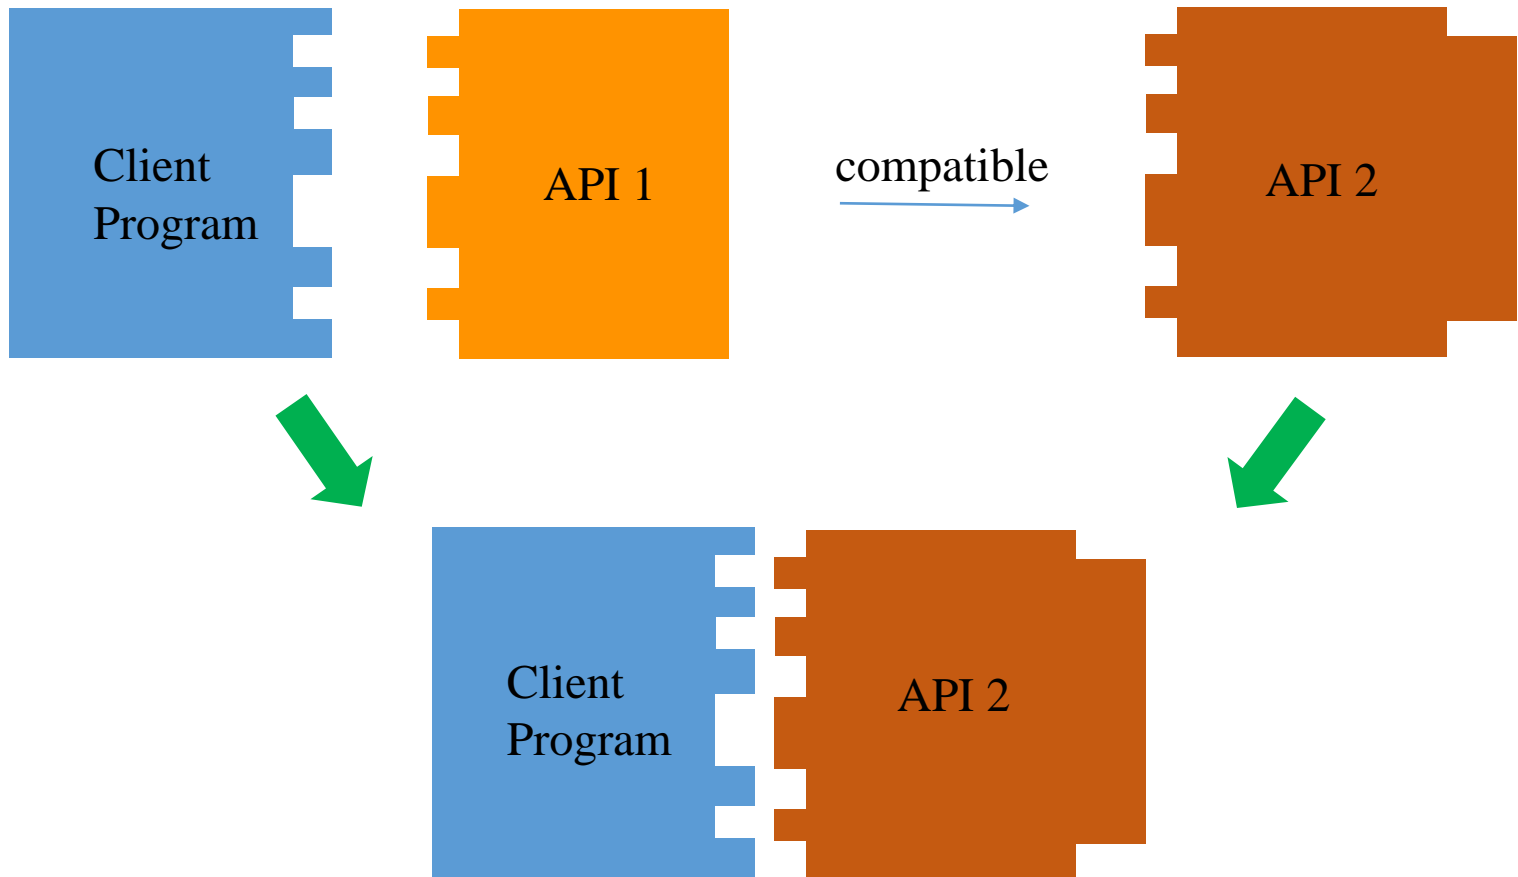 Client
Program
API 1
compatible
API 2
Client
Program
API 2